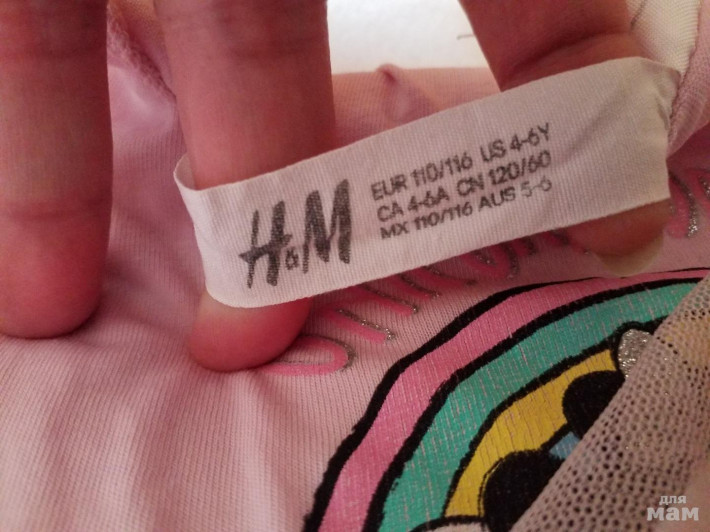 H&M
EUR 110/116 US 4-6Y
CA 4-6A CN 120/60
MX 110/116 AUS 5-6
для
мам